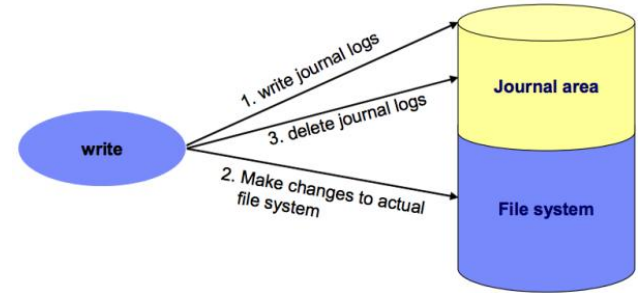 1. write journal logs
Journal area
3. delete journal logs
write
2. Make changes to actual
file system
File system